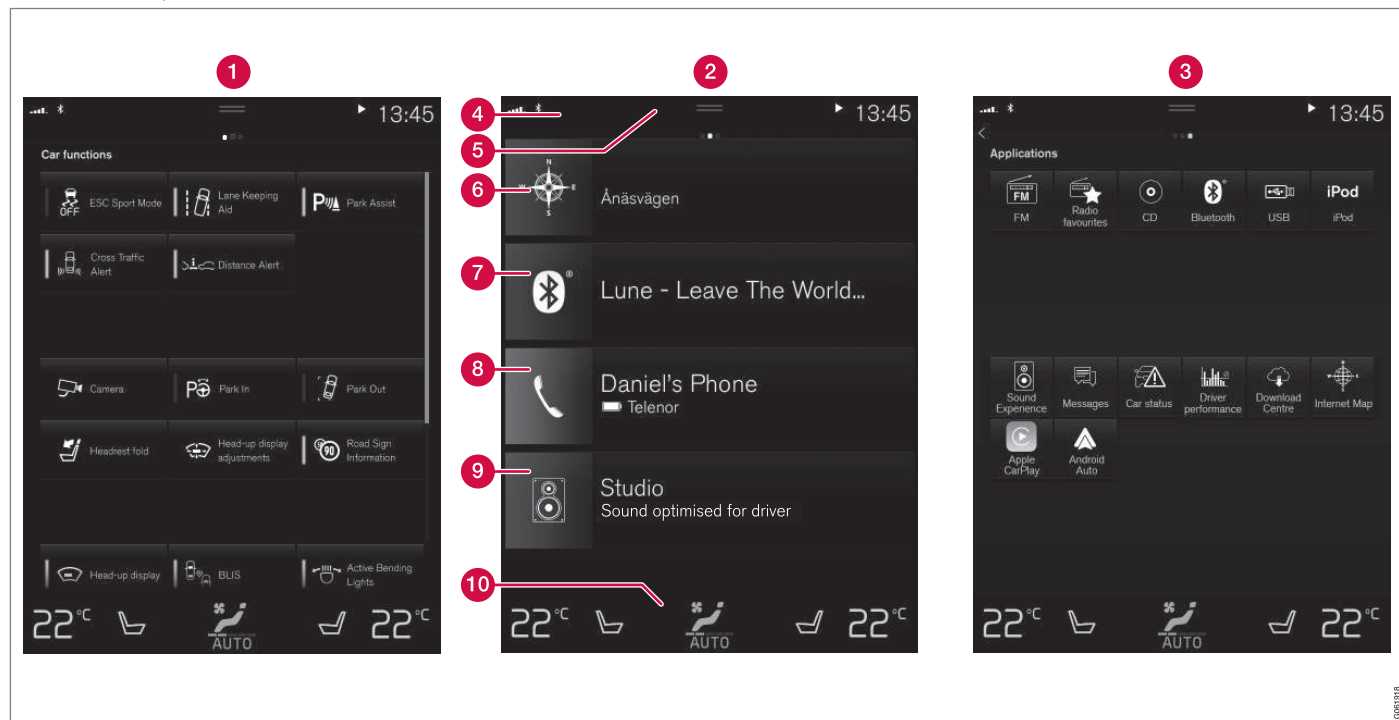 1
2
3
13:45
Car functions
OFF
ESC Sport Mode
Lane Keeping
Aid
P
Park Assist
Cross Traffic
Alert
Distance Alert
Camera
P
Park In
Park Out
Headrest fold
Head-up display
adjustments
90
Road Sign
Information
Head-up display
BLIS
Active Bending
Lights
22°C
AUTO
22°C
4
5
6
7
8
9
10
13:45
N
W
E
S
Ånäsvägen
®
Lune - Leave The World...
Daniel's Phone
Telenor
Studio
Sound optimised for driver
22°C
AUTO
22°C
13:45
Applications
FM
FM
Radio
favourites
CD
Bluetooth
USB
iPod
iPod
Sound
Experience
Messages
Car status
Driver
performance
Download
Centre
Internet Map
Apple
CarPlay
Android
Auto
22°C
AUTO
22°C
G061918